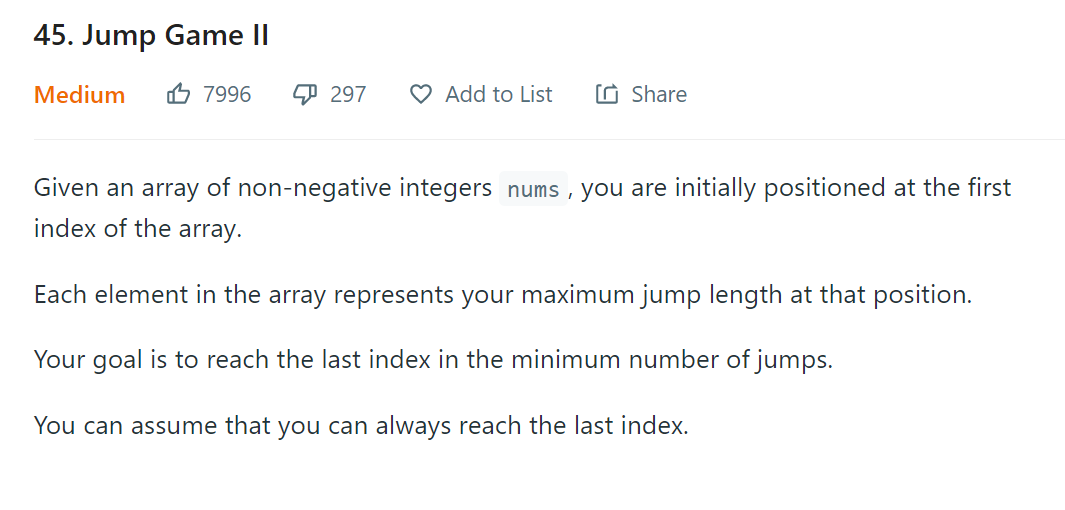 45. Jump Game II
Medium 7996 297 Add to List Share
Given an array of non-negative integers nums, you are initially positioned at the first
index of the array.
Each element in the array represents your maximum jump length at that position.
Your goal is to reach the last index in the minimum number of jumps.
You can assume that you can always reach the last index.